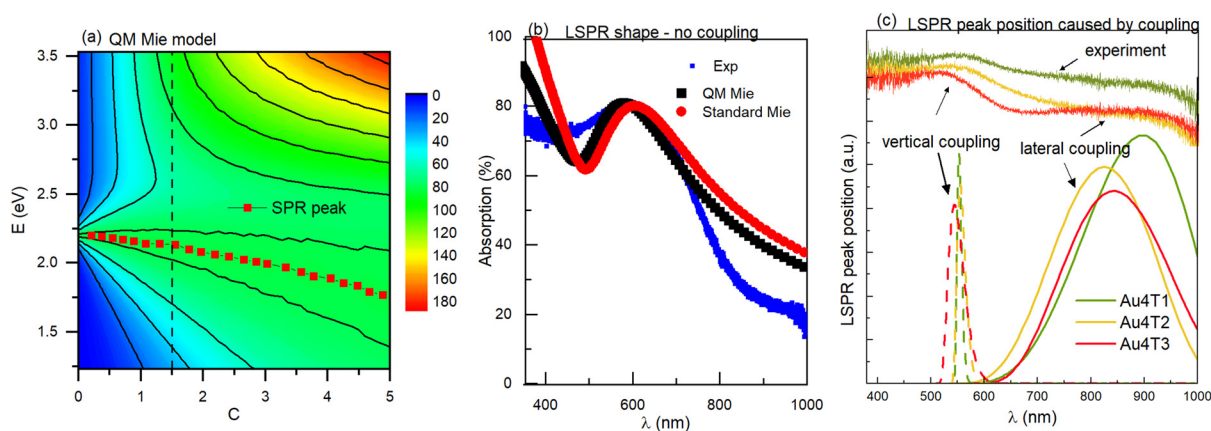 (a) QM Mie model
3.5
3.0
2.5
2.0
1.5
E (eV)
0 1 2 3 4 5
C
SPR peak
0
20
40
60
80
100
120
140
160
180
(b) LSPR shape - no coupling
100
80
60
40
20
0
Absorption (%)
Exp
QM Mie
Standard Mie
400 600 800 1000
λ (nm)
(c) LSPR peak position caused by coupling
experiment
vertical coupling
lateral coupling
LSPR peak position (a.u.)
Au4T1
Au4T2
Au4T3
400 500 600 700 800 900 1000
λ (nm)